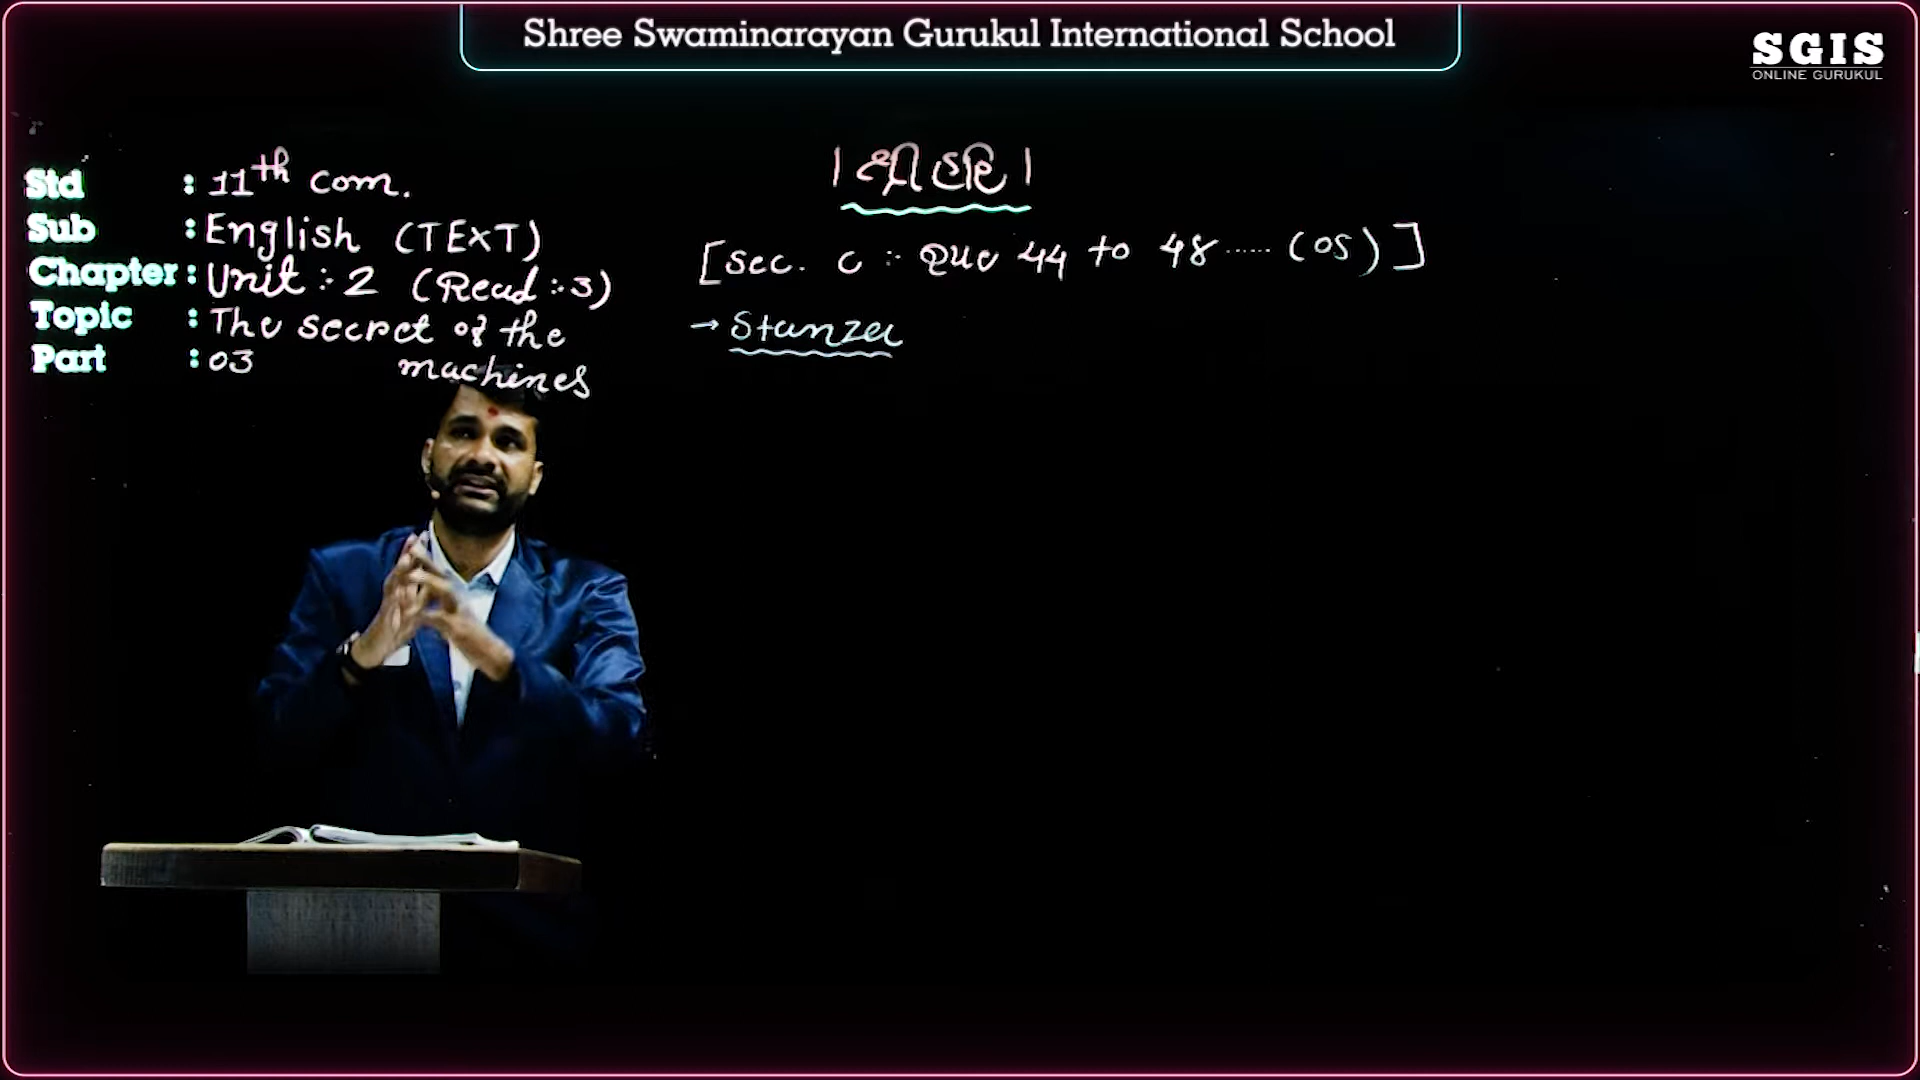 Shree Swaminarayan Gurukul International School
SGIS
ONLINE GURUKUL
Std : 11th com.
Sub : English (TEXT)
Chapter : Unit :- 2 (Read :- 3)
Topic : The secret of the machines
Part : 03
। શ્રી હરિ ।
[sec. C :- Que 44 to 48 ...... (05)]
→ Stanza